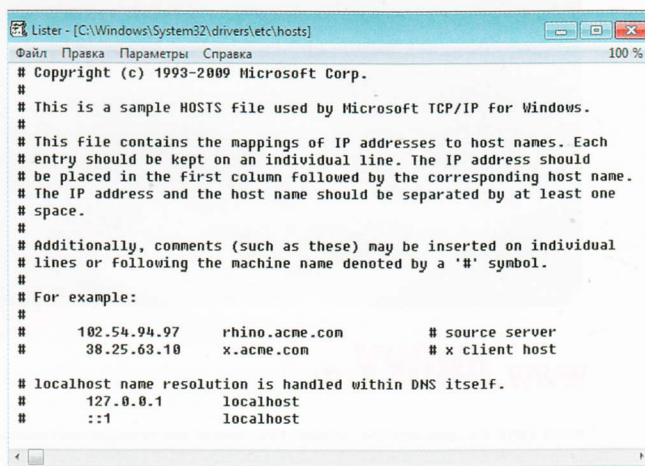 Lister - [C:\Windows\System32\drivers\etc\hosts]
Файл Правка Параметры Справка 100 %
# Copyright (c) 1993-2009 Microsoft Corp.
#
# This is a sample HOSTS file used by Microsoft TCP/IP for Windows.
#
# This file contains the mappings of IP addresses to host names. Each
# entry should be kept on an individual line. The IP address should
# be placed in the first column followed by the corresponding host name.
# The IP address and the host name should be separated by at least one
# space.
#
# Additionally, comments (such as these) may be inserted on individual
# lines or following the machine name denoted by a '#' symbol.
#
# For example:
#
# 102.54.94.97 rhino.acme.com # source server
# 38.25.63.10 x.acme.com # x client host
# localhost name resolution is handled within DNS itself.
# 127.0.0.1 localhost
# ::1 localhost